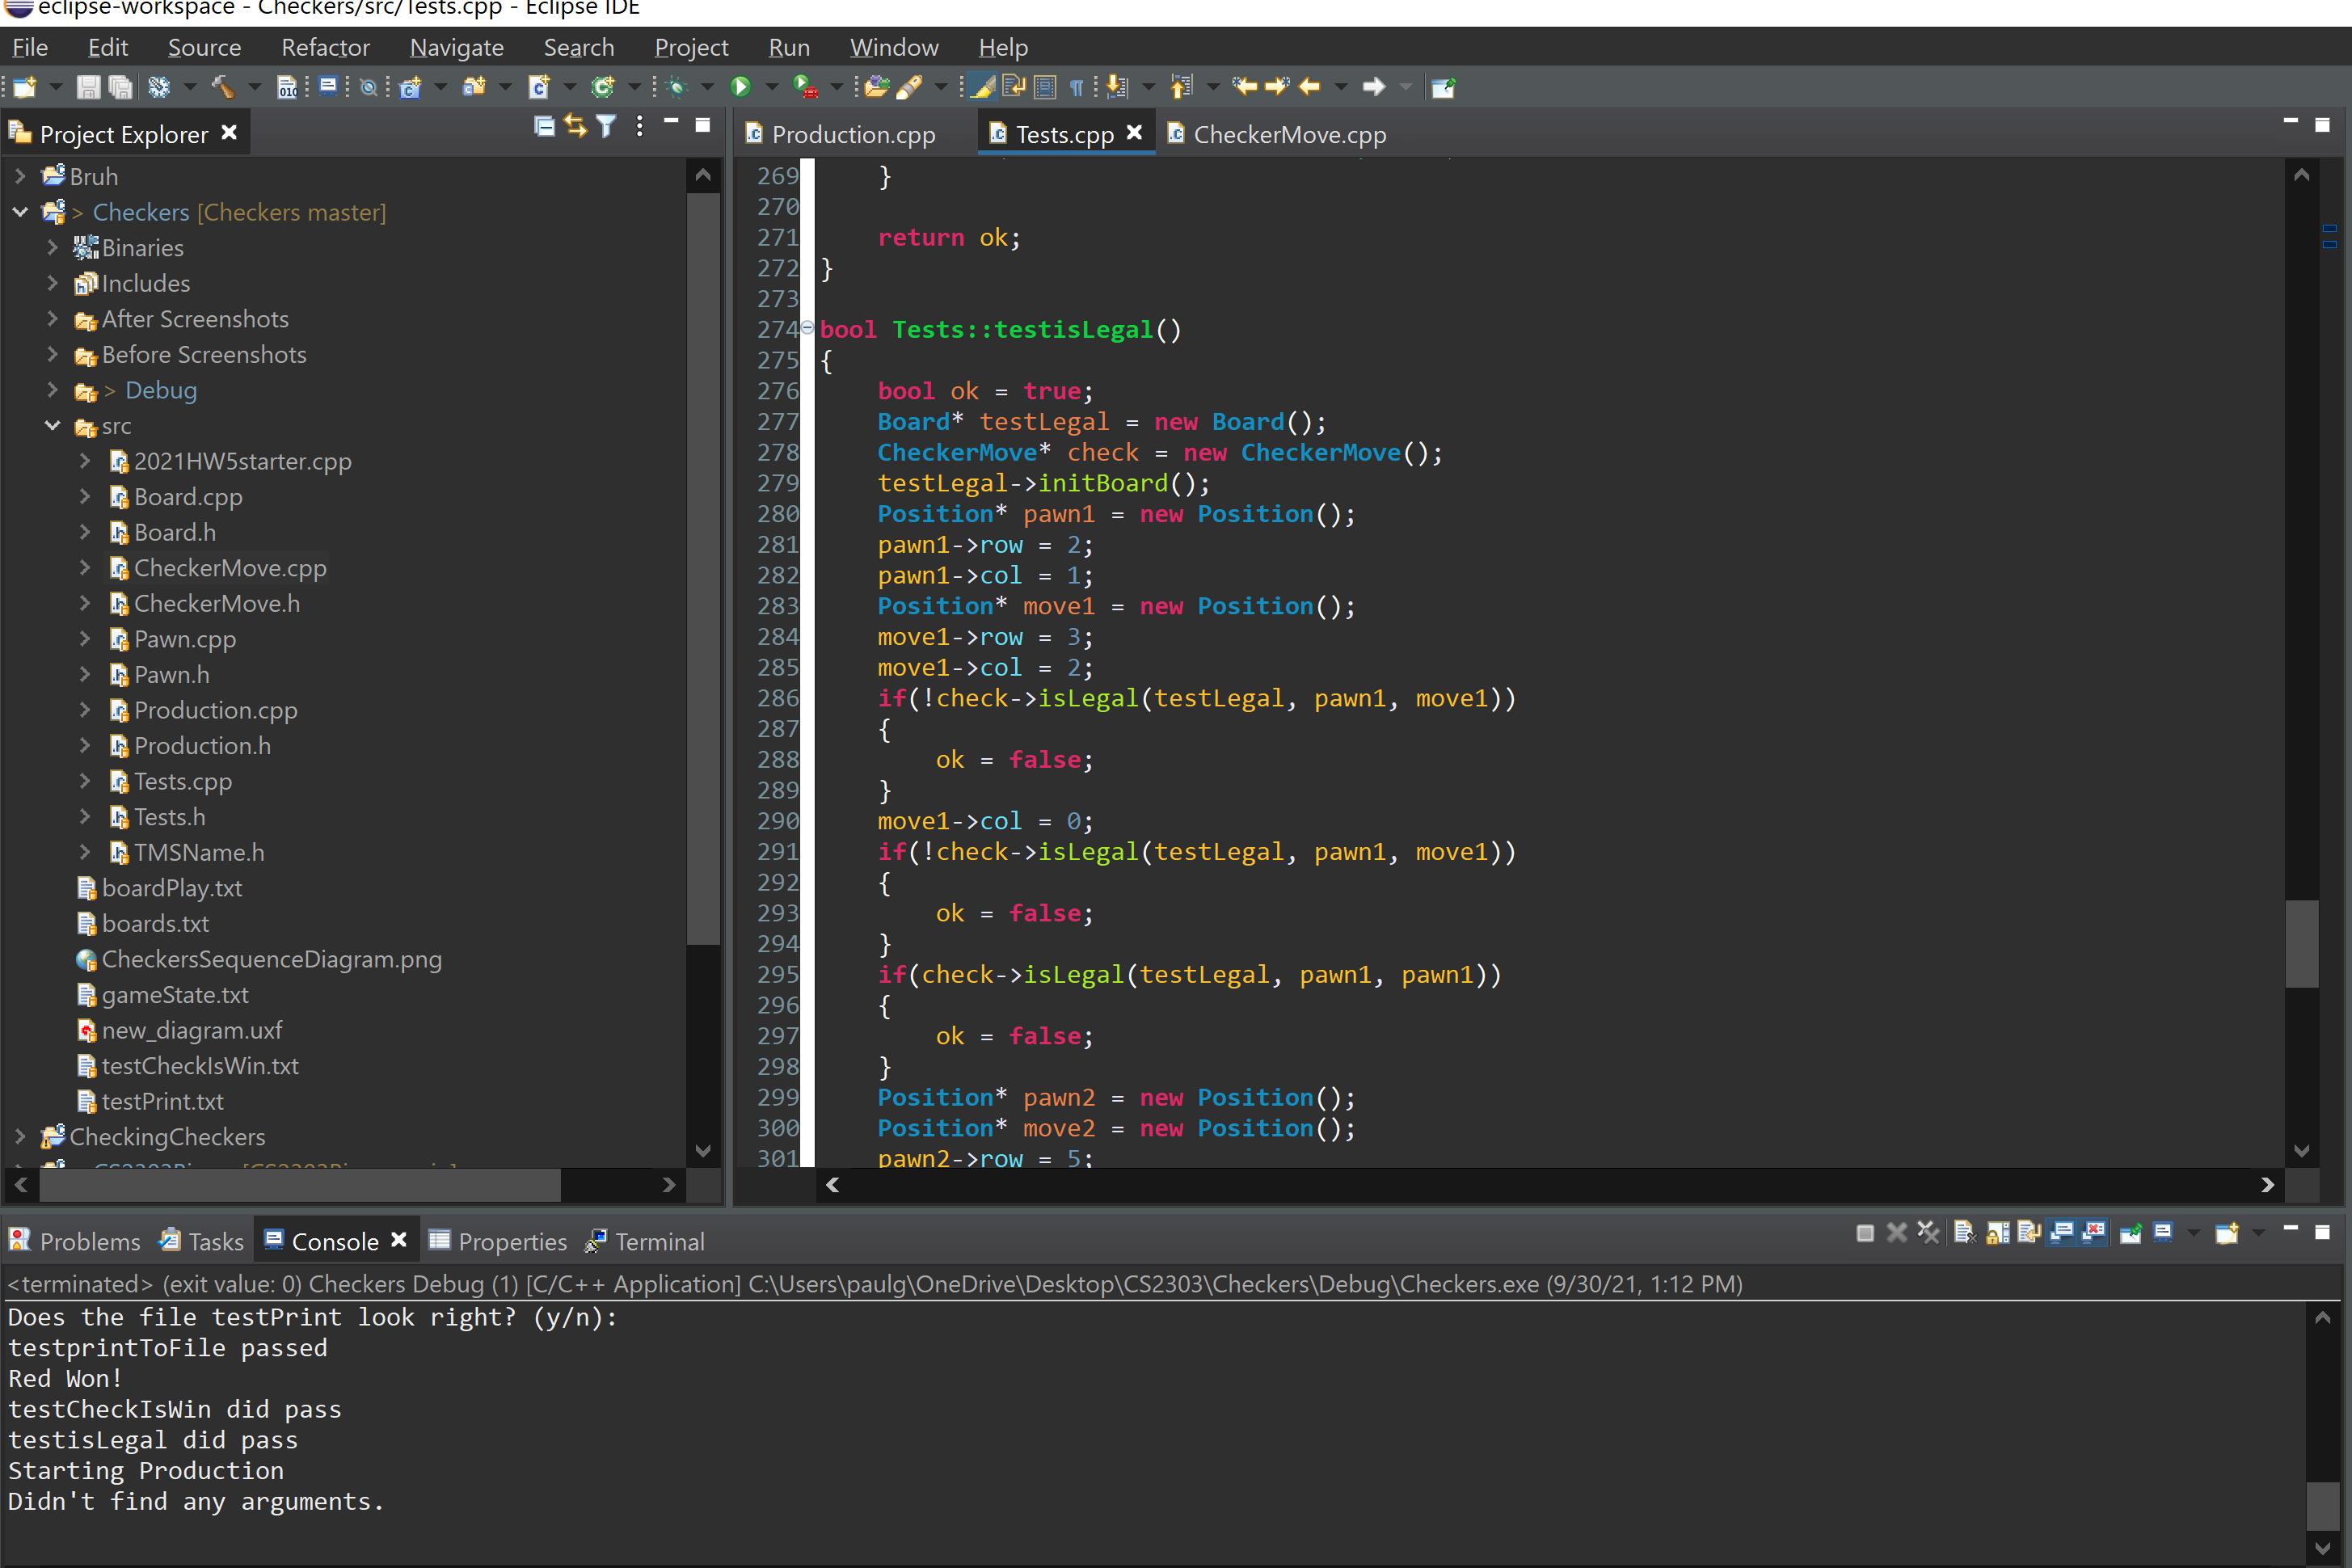 eclipse-workspace - Checkers/src/Tests.cpp - Eclipse IDE
File Edit Source Refactor Navigate Search Project Run Window Help
Project Explorer
Bruh
> Checkers [Checkers master]
Binaries
Includes
After Screenshots
Before Screenshots
> Debug
src
2021HW5starter.cpp
Board.cpp
Board.h
CheckerMove.cpp
CheckerMove.h
Pawn.cpp
Pawn.h
Production.cpp
Production.h
Tests.cpp
Tests.h
TMSName.h
boardPlay.txt
boards.txt
CheckersSequenceDiagram.png
gameState.txt
new_diagram.uxf
testCheckIsWin.txt
testPrint.txt
CheckingCheckers
Production.cpp Tests.cpp CheckerMove.cpp
269 }
270
271 return ok;
272 }
273
274 bool Tests::testisLegal()
275 {
276 bool ok = true;
277 Board* testLegal = new Board();
278 CheckerMove* check = new CheckerMove();
279 testLegal->initBoard();
280 Position* pawn1 = new Position();
281 pawn1->row = 2;
282 pawn1->col = 1;
283 Position* move1 = new Position();
284 move1->row = 3;
285 move1->col = 2;
286 if(!check->isLegal(testLegal, pawn1, move1))
287 {
288 ok = false;
289 }
290 move1->col = 0;
291 if(!check->isLegal(testLegal, pawn1, move1))
292 {
293 ok = false;
294 }
295 if(check->isLegal(testLegal, pawn1, pawn1))
296 {
297 ok = false;
298 }
299 Position* pawn2 = new Position();
300 Position* move2 = new Position();
301 pawn2->row = 5;
Problems Tasks Console Properties Terminal
<terminated> (exit value: 0) Checkers Debug (1) [C/C++ Application] C:\Users\paulg\OneDrive\Desktop\CS2303\Checkers\Debug\Checkers.exe (9/30/21, 1:12 PM)
Does the file testPrint look right? (y/n):
testprintToFile passed
Red Won!
testCheckIsWin did pass
testisLegal did pass
Starting Production
Didn't find any arguments.